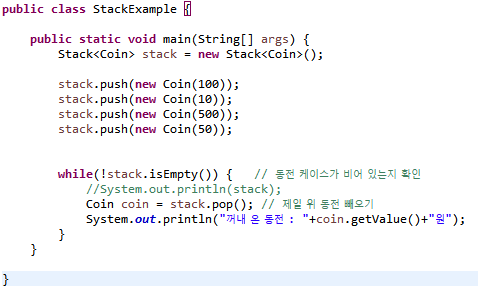 public class StackExample {
public static void main(String[] args) {
Stack<Coin> stack = new Stack<Coin>();
stack.push(new Coin(100));
stack.push(new Coin(10));
stack.push(new Coin(500));
stack.push(new Coin(50));
while(!stack.isEmpty()) { // 동전 케이스가 비어 있는지 확인
//System.out.println(stack);
Coin coin = stack.pop(); // 제일 위 동전 빼오기
System.out.println("꺼내 온 동전 : "+coin.getValue()+"원");
}
}
}